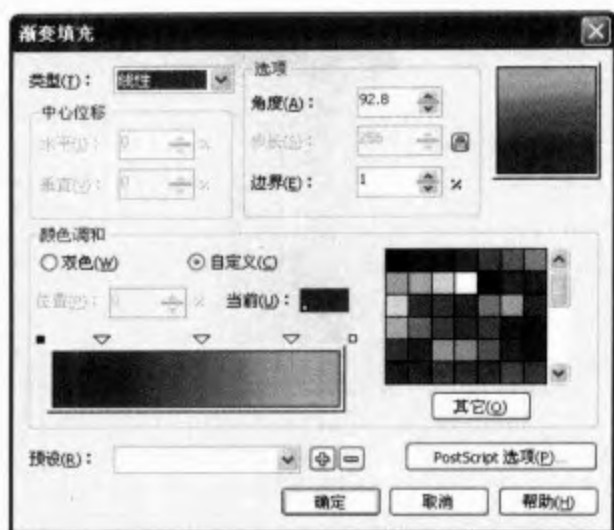 渐变填充
类型(T)： 线性
中心位移
水平(I)： 0 %
垂直(V)： 0 %
选项
角度(A)： 92.8
步长(S)： 256
边界(E)： 1 %
颜色调和
双色(W) 自定义(C)
位置(P)： 0 % 当前(U)：
其它(O)
预设(R)：
PostScript 选项(P)...
确定 取消 帮助(H)